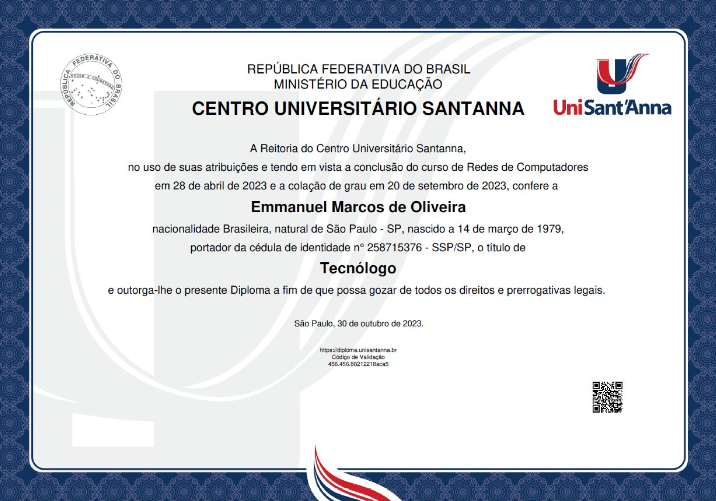 REPÚBLICA FEDERATIVA DO BRASIL
REPÚBLICA FEDERATIVA DO BRASIL
MINISTÉRIO DA EDUCAÇÃO
CENTRO UNIVERSITÁRIO SANTANNA
UniSant'Anna
A Reitoria do Centro Universitário Santanna,
no uso de suas atribuições e tendo em vista a conclusão do curso de Redes de Computadores
em 28 de abril de 2023 e a colação de grau em 20 de setembro de 2023, confere a
Emmanuel Marcos de Oliveira
nacionalidade Brasileira, natural de São Paulo - SP, nascido a 14 de março de 1979,
portador da cédula de identidade n° 258715376 - SSP/SP, o título de
Tecnólogo
e outorga-lhe o presente Diploma a fim de que possa gozar de todos os direitos e prerrogativas legais.
São Paulo, 30 de outubro de 2023.
https://diploma.unisantanna.br
Código de Validação